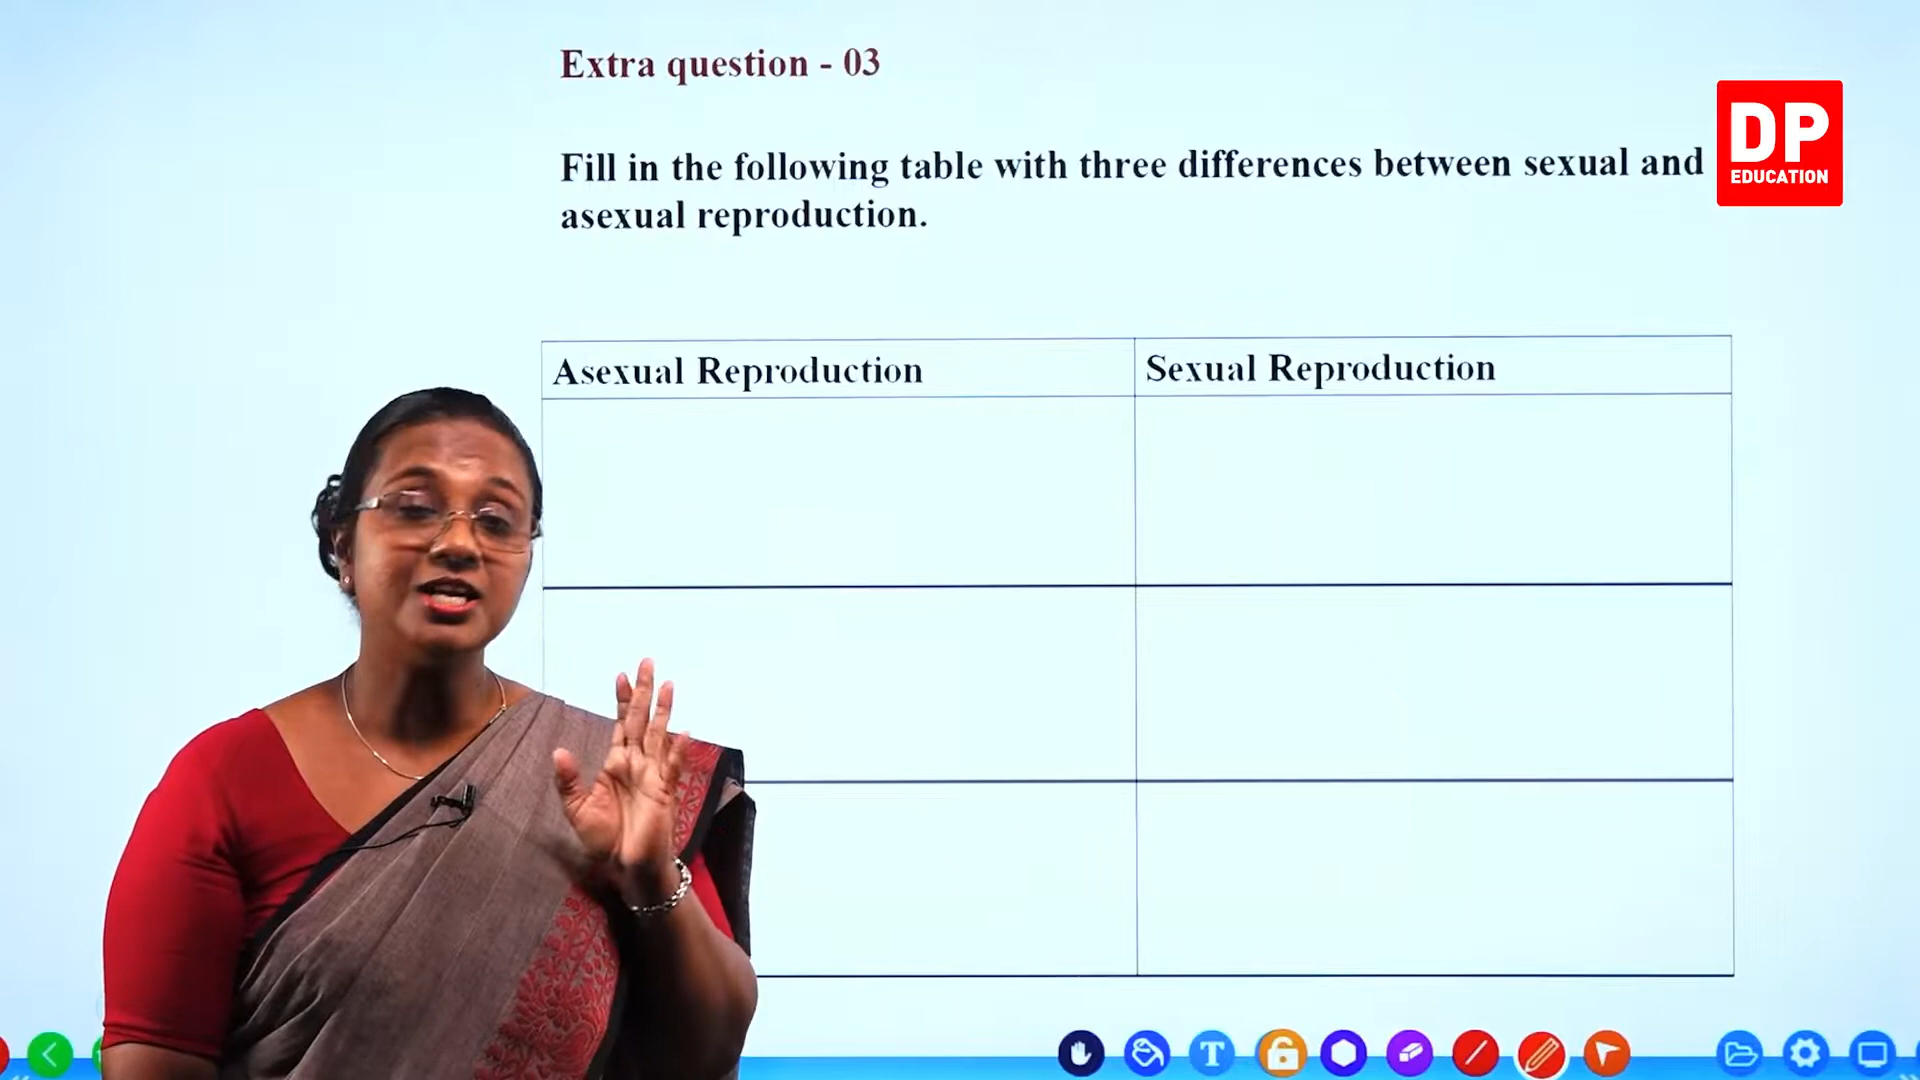 Extra question - 03
DP
EDUCATION
Fill in the following table with three differences between sexual and
asexual reproduction.
Asexual Reproduction
Sexual Reproduction
T